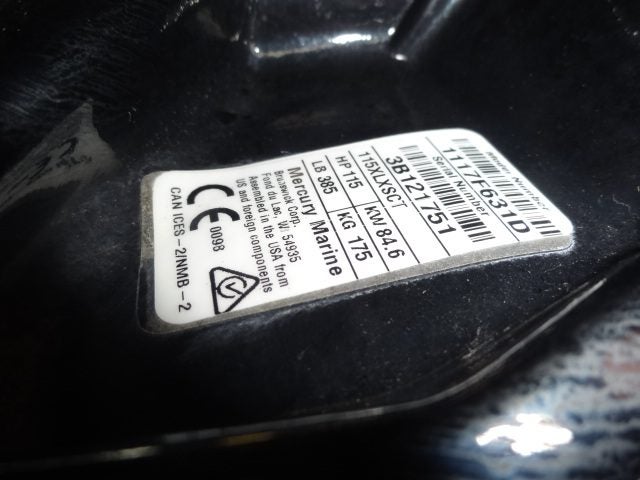 1117F631D
Serial Number
3B121751
115XLXSCT
HP 115 KW 84.6
LB 385 KG 175
Mercury Marine
Brunswick Corp.
Fond du Lac, WI 54935
Assembled in the USA from
US and foreign components
CE 0098
CAN ICES-2/NMB-2